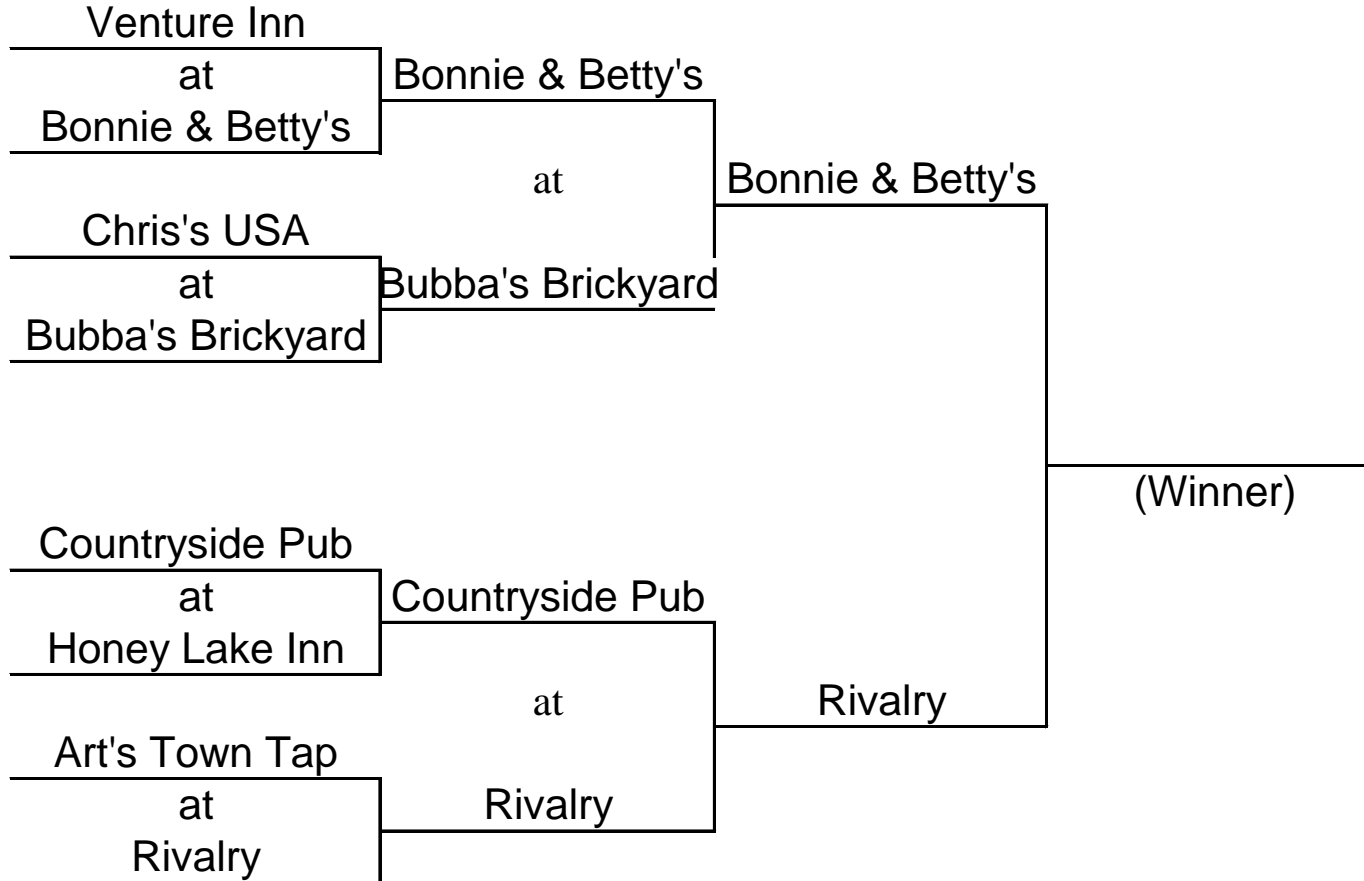 Venture Inn
at
Bonnie & Betty's
Bonnie & Betty's
at
Bonnie & Betty's
Chris's USA
at
Bubba's Brickyard
Bubba's Brickyard
(Winner)
Countryside Pub
at
Honey Lake Inn
Countryside Pub
at
Rivalry
Art's Town Tap
at
Rivalry
Rivalry